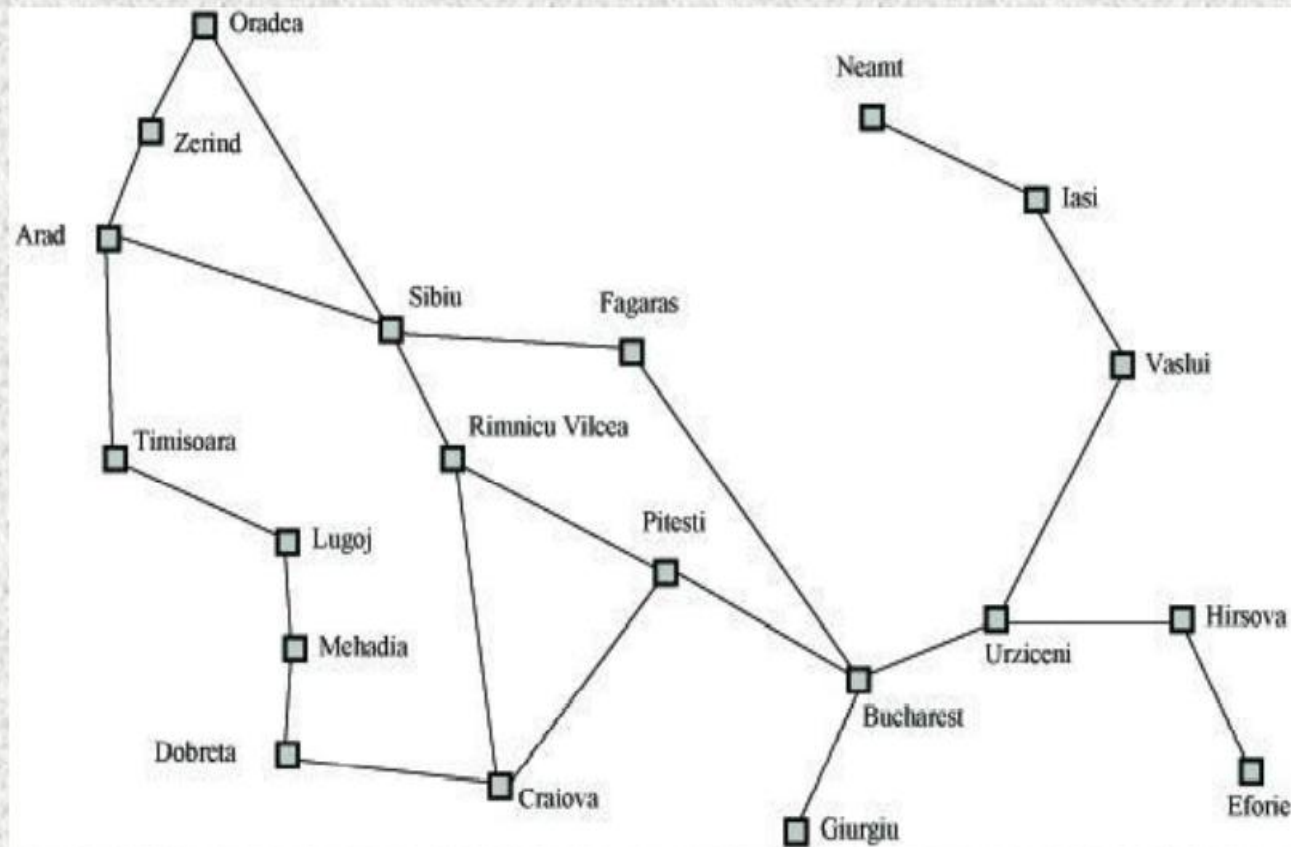 Oradea
Neamt
Zerind
Iasi
Arad
Sibiu
Fagaras
Vaslui
Rimnicu Vilcea
Timisoara
Pitesti
Lugoj
Hirsova
Mehadia
Urziceni
Bucharest
Dobreta
Craiova
Eforie
Giurgiu